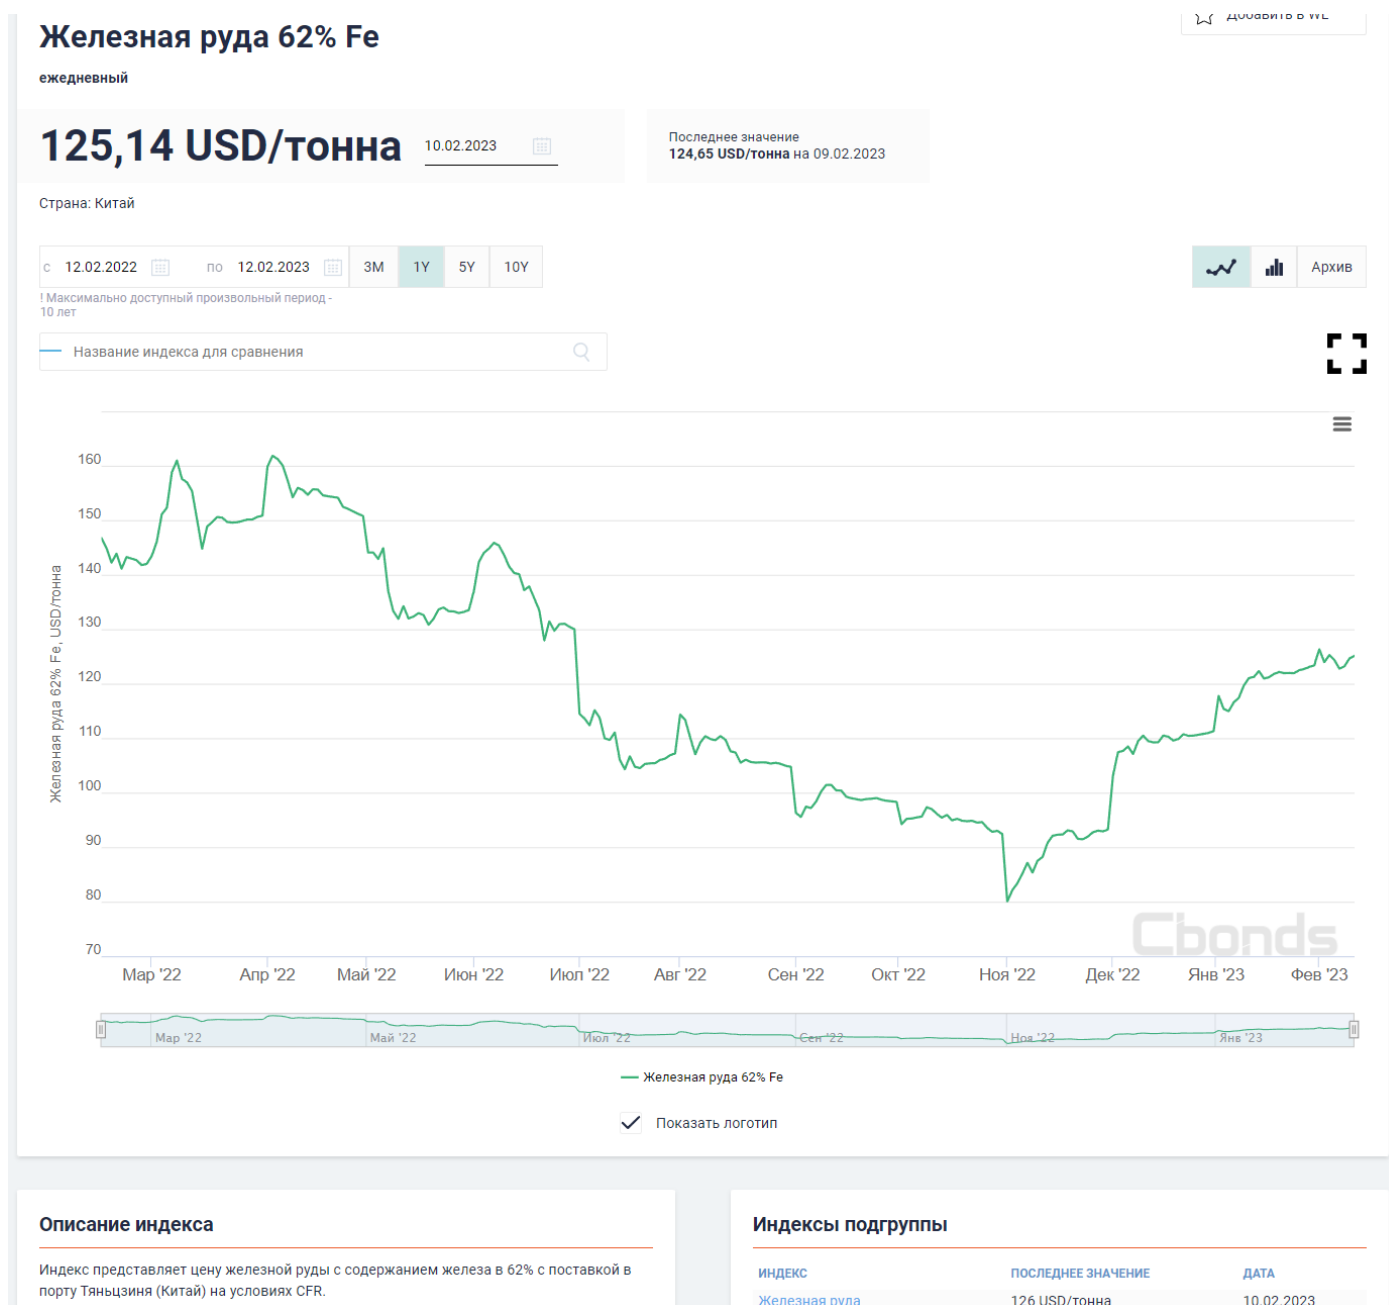 Добавить в WL
Железная руда 62% Fe
ежедневный
125,14 USD/тонна
10.02.2023
Последнее значение
124,65 USD/тонна на 09.02.2023
Страна: Китай
с 12.02.2022 по 12.02.2023 3M 1Y 5Y 10Y
Архив
! Максимально доступный произвольный период -
10 лет
Название индекса для сравнения
Железная руда 62% Fe, USD/тонна
160
150
140
130
120
110
100
90
80
70
Cbonds
Мар '22 Апр '22 Май '22 Июн '22 Июл '22 Авг '22 Сен '22 Окт '22 Ноя '22 Дек '22 Янв '23 Фев '23
Мар '22 Май '22 Июл '22 Сен '22 Ноя '22 Янв '23
Железная руда 62% Fe
Показать логотип
Описание индекса
Индекс представляет цену железной руды с содержанием железа в 62% с поставкой в
порту Тяньцзиня (Китай) на условиях CFR.
Индексы подгруппы
ИНДЕКС ПОСЛЕДНЕЕ ЗНАЧЕНИЕ ДАТА
Железная руда 126 USD/тонна 10.02.2023